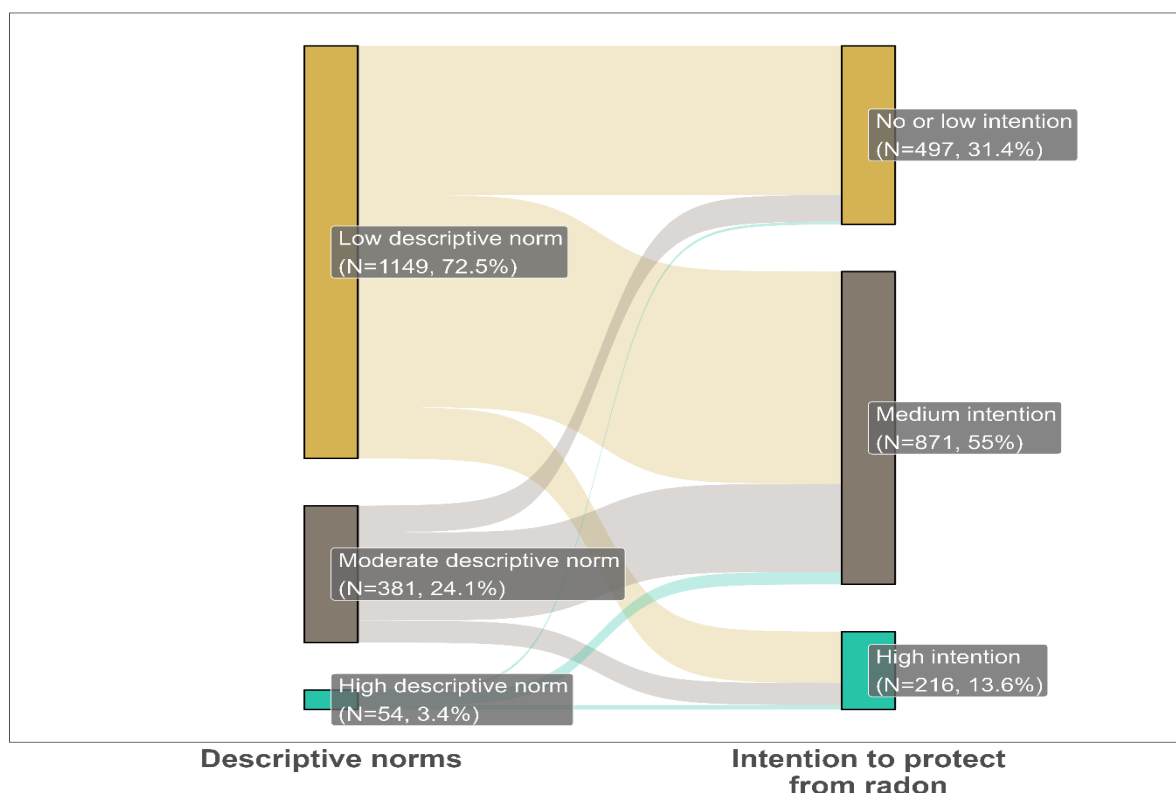 Low descriptive norm
(N=1149, 72.5%)
Moderate descriptive norm
(N=381, 24.1%)
High descriptive norm
(N=54, 3.4%)
No or low intention
(N=497, 31.4%)
Medium intention
(N=871, 55%)
High intention
(N=216, 13.6%)
Descriptive norms
Intention to protect
from radon